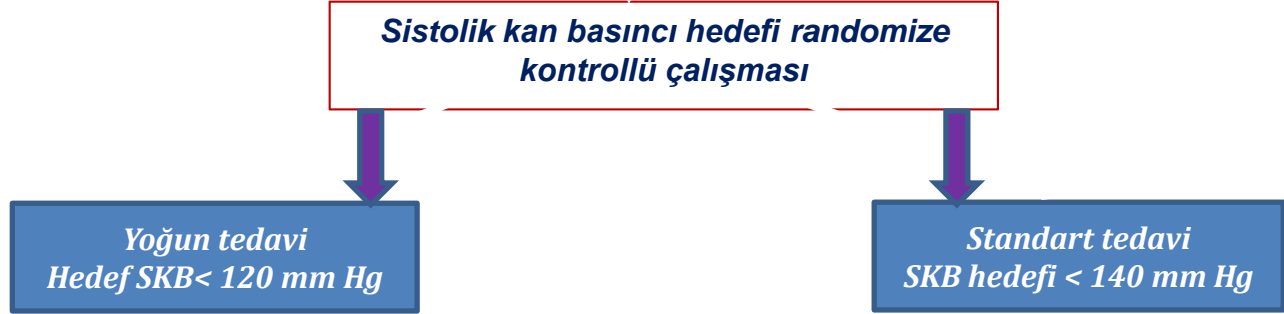 Sistolik kan basıncı hedefi randomize
kontrollü çalışması
Yoğun tedavi
Hedef SKB< 120 mm Hg
Standart tedavi
SKB hedefi < 140 mm Hg